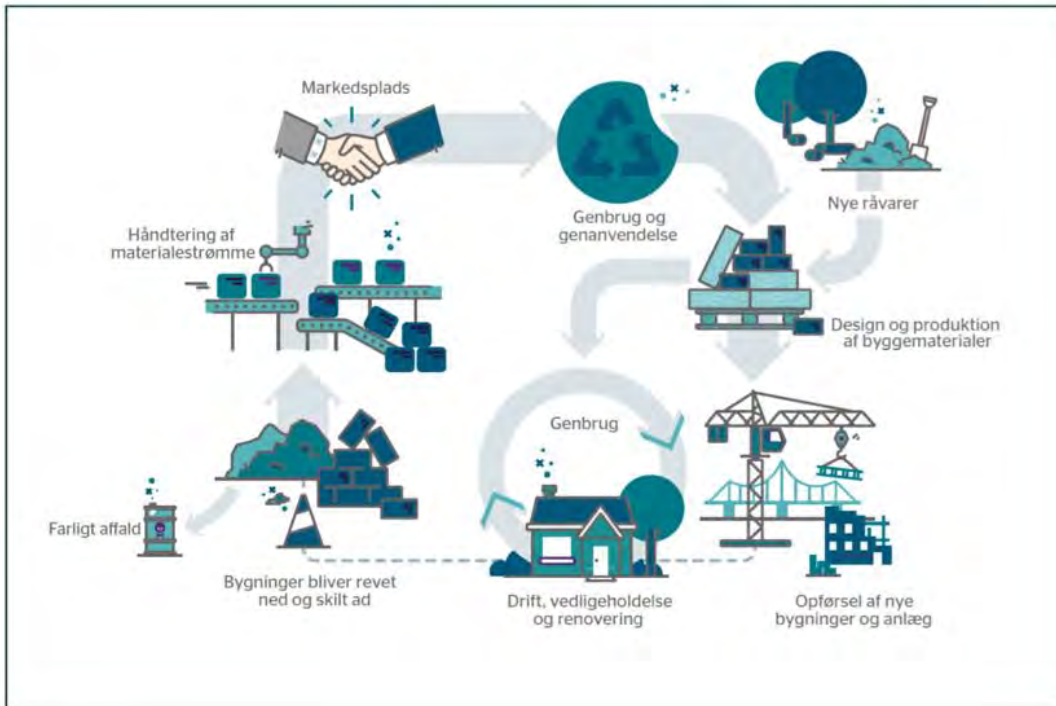 Markedsplads
Genbrug og
genanvendelse
Nye råvarer
Håndtering af
materialestrømme
Design og produktion
af byggematerialer
Genbrug
Farligt affald
Bygninger bliver revet
ned og skilt ad
Drift, vedligeholdelse
og renovering
Opførsel af nye
bygninger og anlæg